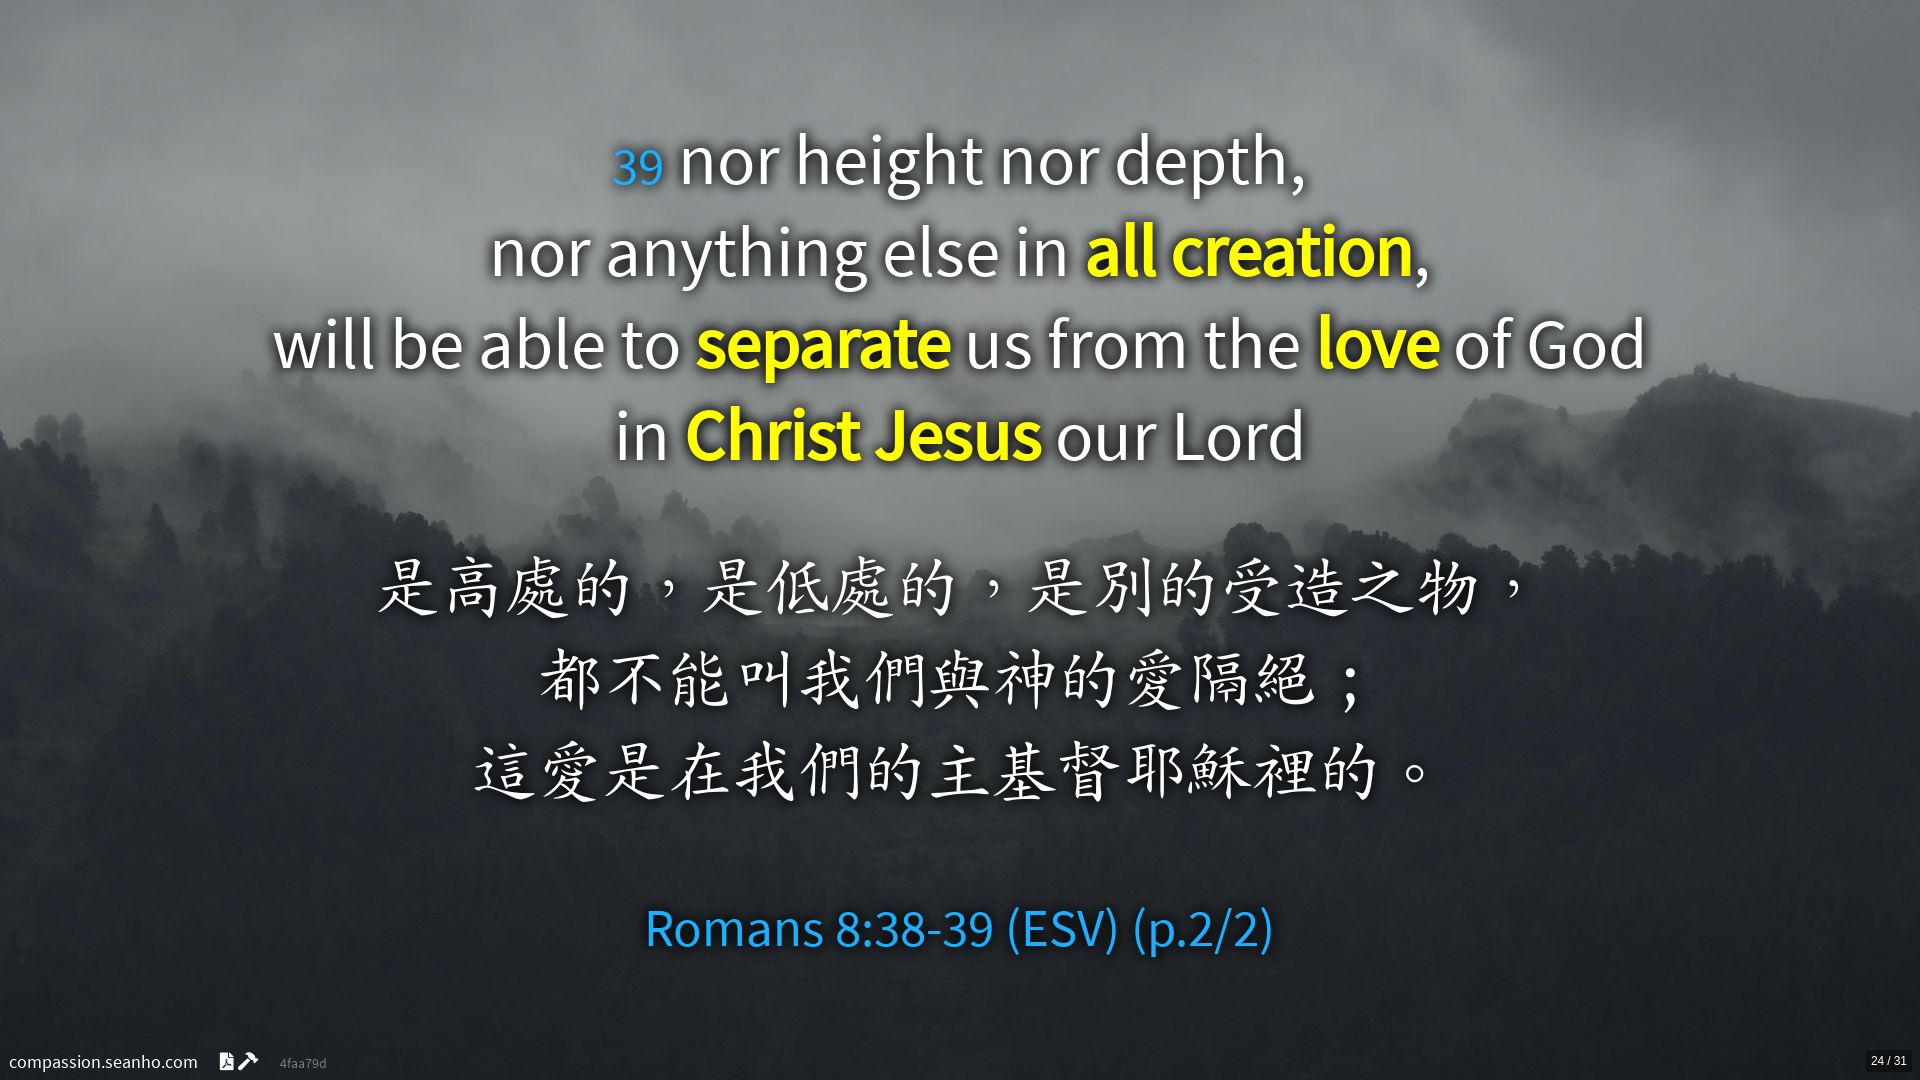 39 nor height nor depth,
nor anything else in all creation,
will be able to separate us from the love of God
in Christ Jesus our Lord
是高處的，是低處的，是別的受造之物，
都不能叫我們與神的愛隔絕；
這愛是在我們的主基督耶穌裡的。
Romans 8:38-39 (ESV) (p.2/2)
compassion.seanho.com 4faa79d
24 / 31